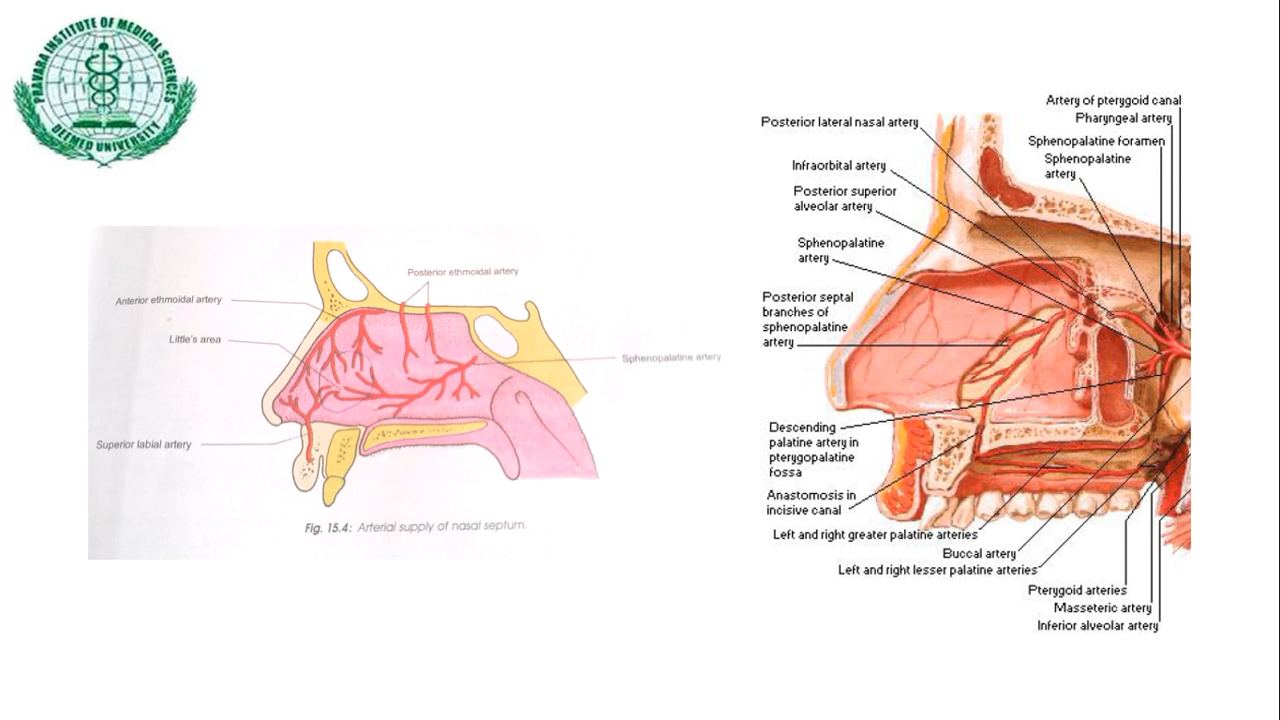 PRAVARA INSTITUTE OF MEDICAL SCIENCES
DEEMED UNIVERSITY
Posterior ethmoidal artery
Anterior ethmoidal artery
Little's area
Sphenopalatine artery
Superior labial artery
Fig. 15.4: Arterial supply of nasal septum.
Artery of pterygoid canal
Pharyngeal artery
Posterior lateral nasal artery
Sphenopalatine foramen
Sphenopalatine
artery
Infraorbital artery
Posterior superior
alveolar artery
Sphenopalatine
artery
Posterior septal
branches of
sphenopalatine
artery
Descending
palatine artery in
pterygopalatine
fossa
Anastomosis in
incisive canal
Left and right greater palatine arteries
Buccal artery
Left and right lesser palatine arteries
Pterygoid arteries
Masseteric artery
Inferior alveolar artery